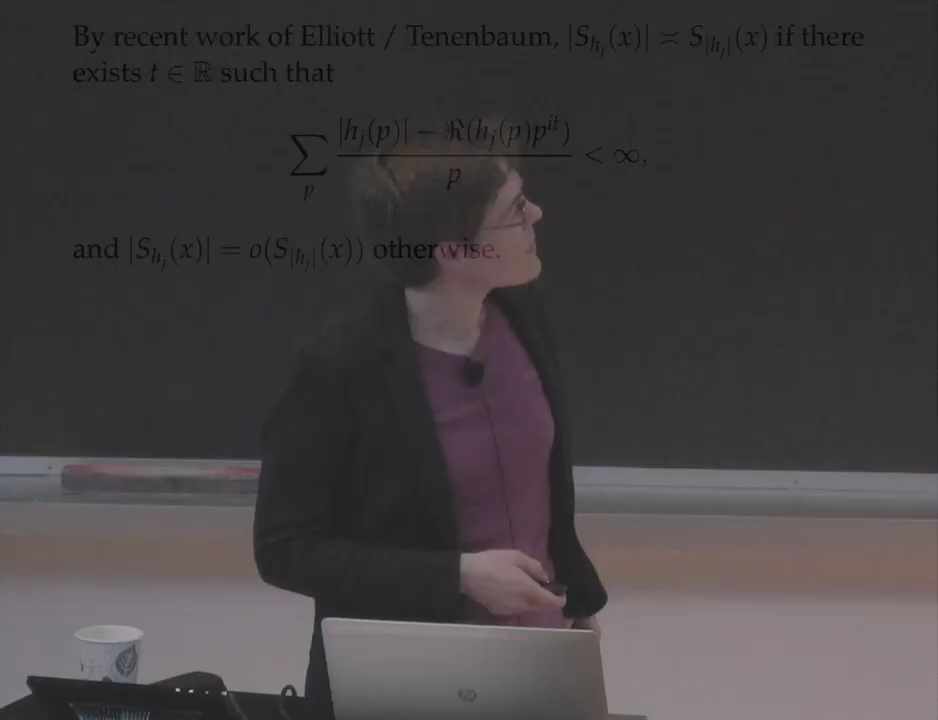 By recent work of Elliott / Tenenbaum, |S_{h_j}(x)| ≍ S_{|h_j|}(x) if there
exists t ∈ ℝ such that
∑_p (|h_j(p)| − ℜ(h_j(p)p^{it})) / p < ∞,
and |S_{h_j}(x)| = o(S_{|h_j|}(x)) otherwise.
hp